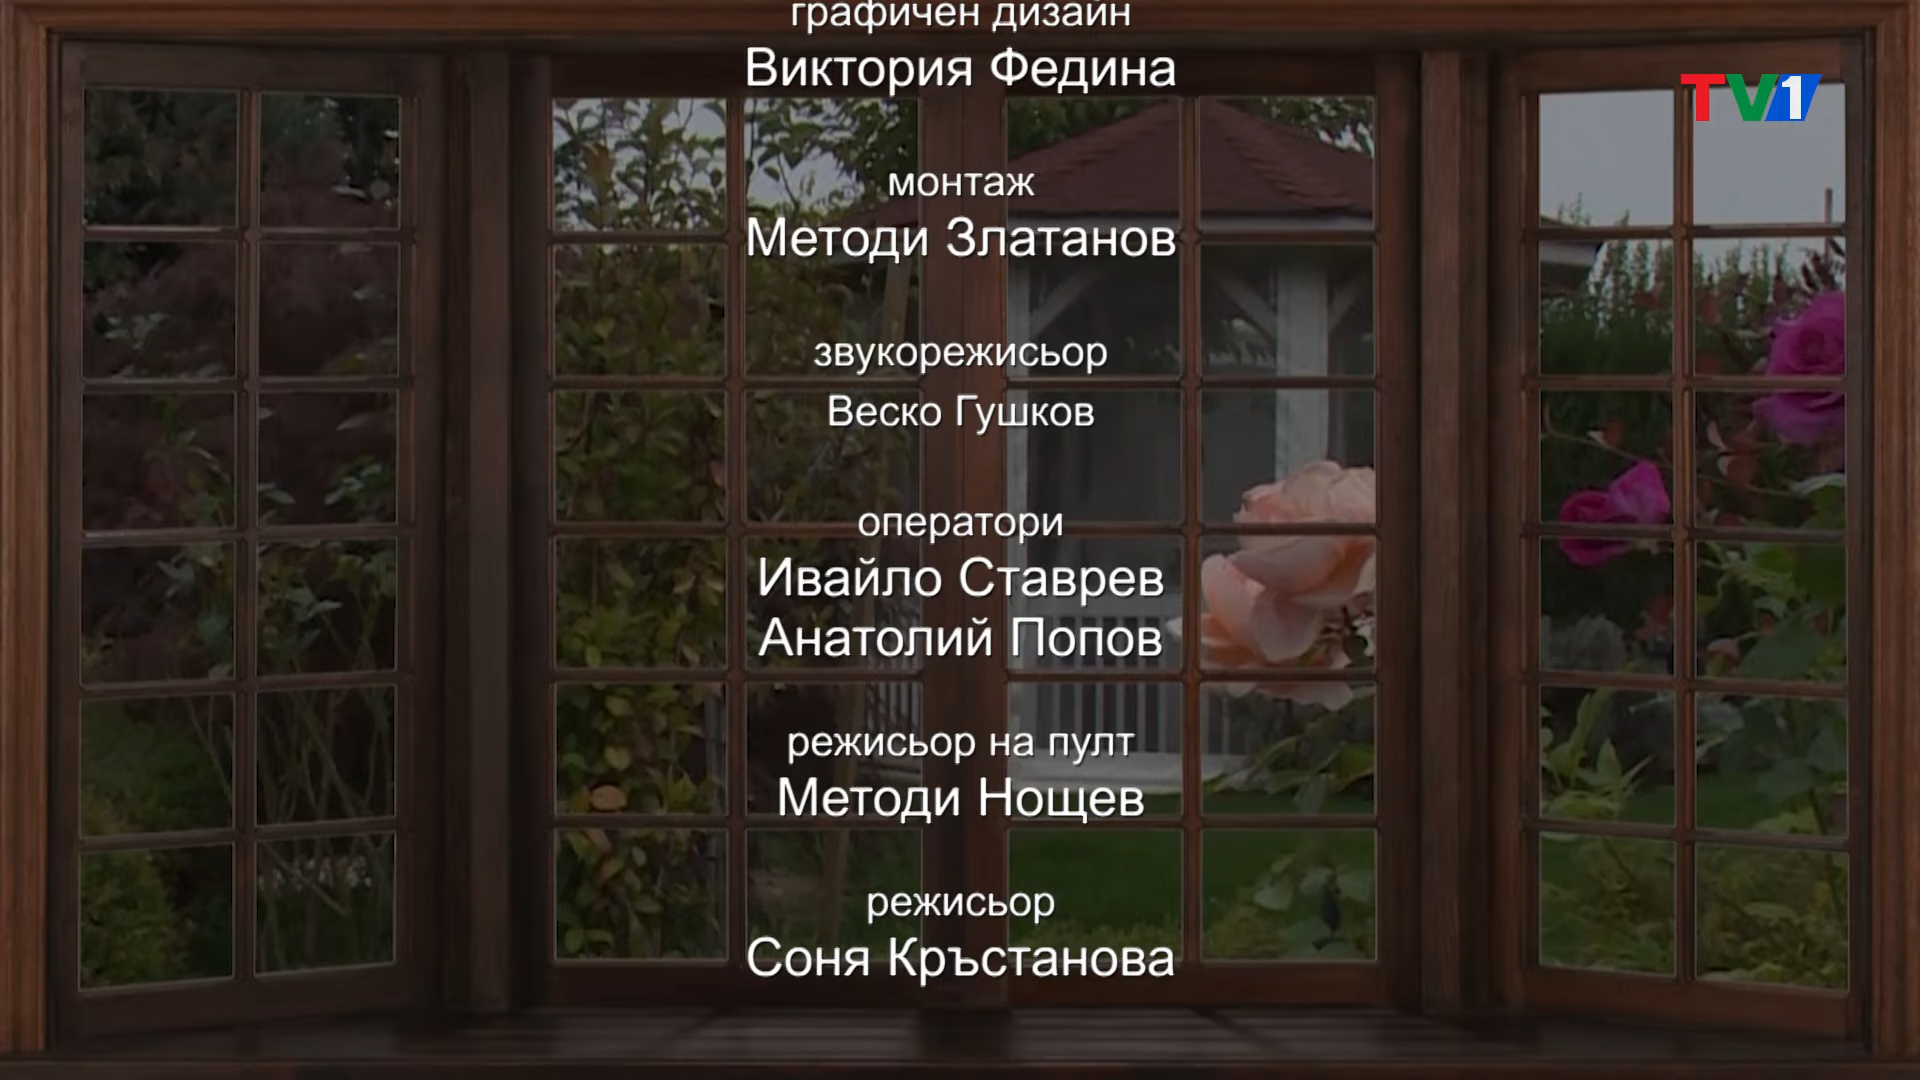 графичен дизайн
Виктория Федина
TV1
монтаж
Методи Златанов
звукорежисьор
Веско Гушков
оператори
Ивайло Ставрев
Анатолий Попов
режисьор на пулт
Методи Нощев
режисьор
Соня Кръстанова